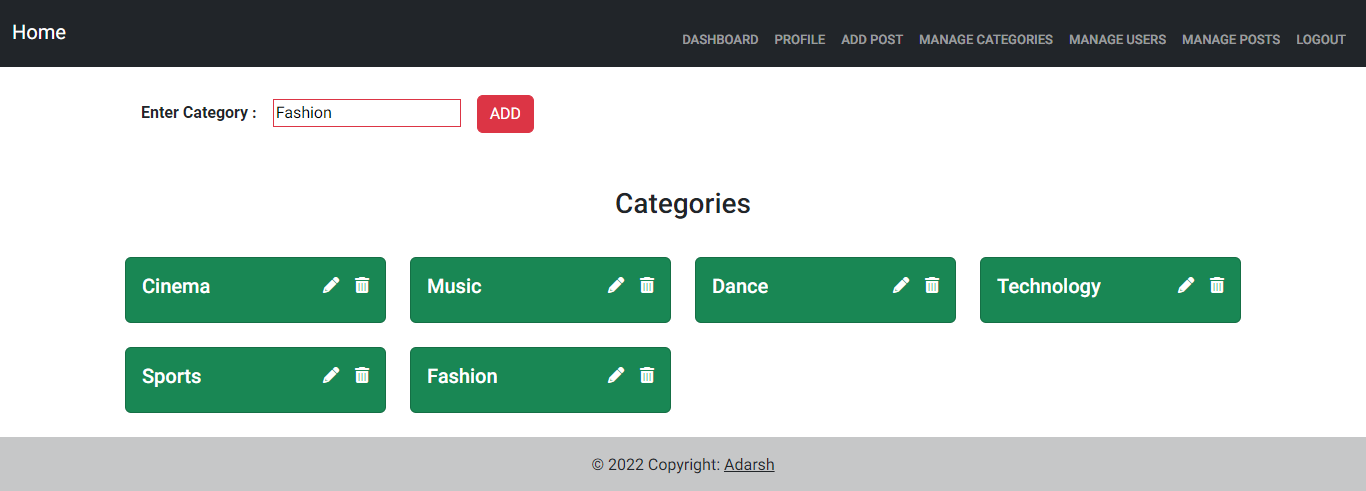 Home DASHBOARD PROFILE ADD POST MANAGE CATEGORIES MANAGE USERS MANAGE POSTS LOGOUT
Enter Category : Fashion ADD
Categories
Cinema Music Dance Technology
Sports Fashion
© 2022 Copyright: Adarsh